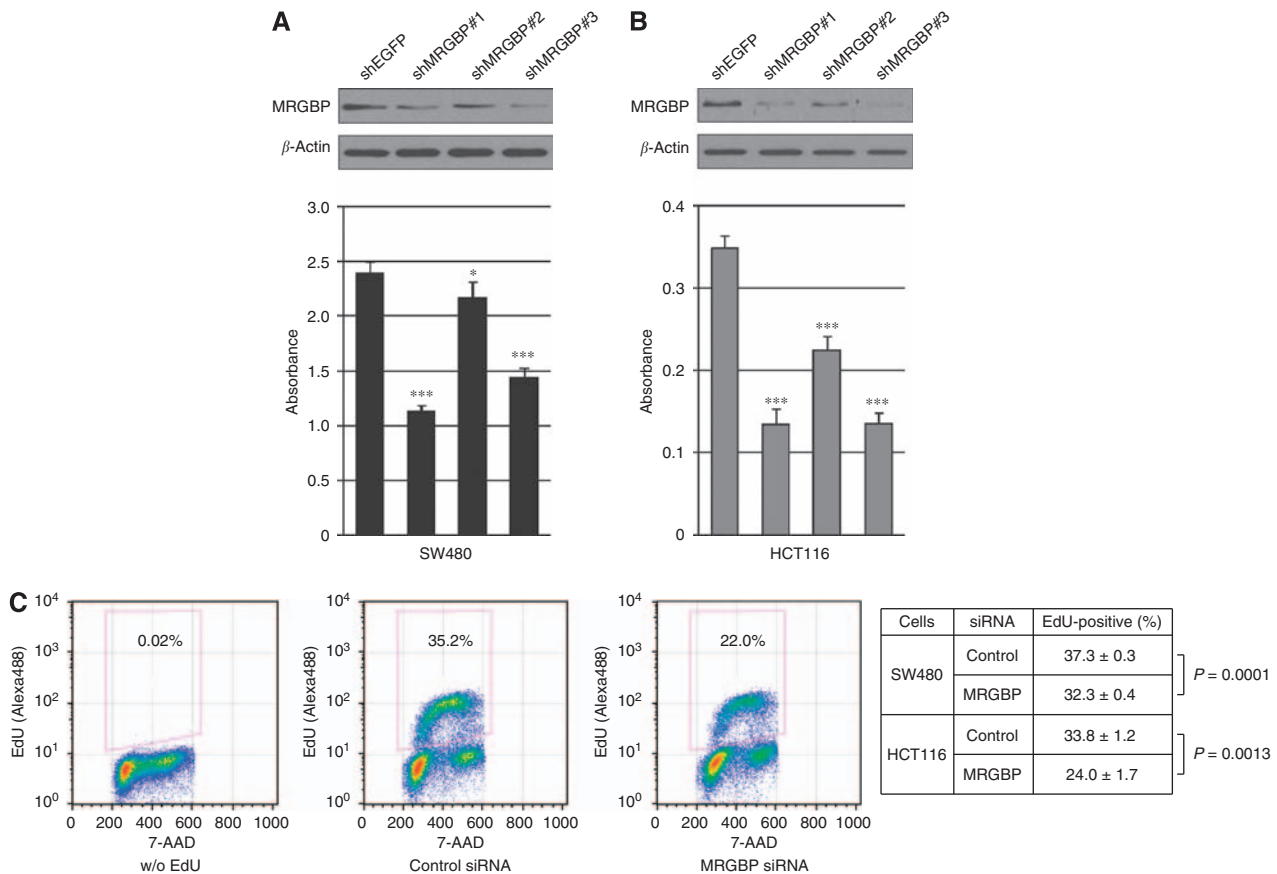 A
shEGFP
shMRGBP#1
shMRGBP#2
shMRGBP#3
MRGBP
β-Actin
3.0
2.5
2.0
1.5
1.0
0.5
0
Absorbance
*
***
***
SW480
B
shEGFP
shMRGBP#1
shMRGBP#2
shMRGBP#3
MRGBP
β-Actin
0.4
0.3
0.2
0.1
0
Absorbance
***
***
***
HCT116
C
10⁴
10³
10²
10¹
10⁰
EdU (Alexa488)
0.02%
0 200 400 600 800 1000
7-AAD
w/o EdU
10⁴
10³
10²
10¹
10⁰
EdU (Alexa488)
35.2%
0 200 400 600 800 1000
7-AAD
Control siRNA
10⁴
10³
10²
10¹
10⁰
EdU (Alexa488)
22.0%
0 200 400 600 800 1000
7-AAD
MRGBP siRNA
Cells siRNA EdU-positive (%)
SW480
Control 37.3 ± 0.3
MRGBP 32.3 ± 0.4
P = 0.0001
HCT116
Control 33.8 ± 1.2
MRGBP 24.0 ± 1.7
P = 0.0013